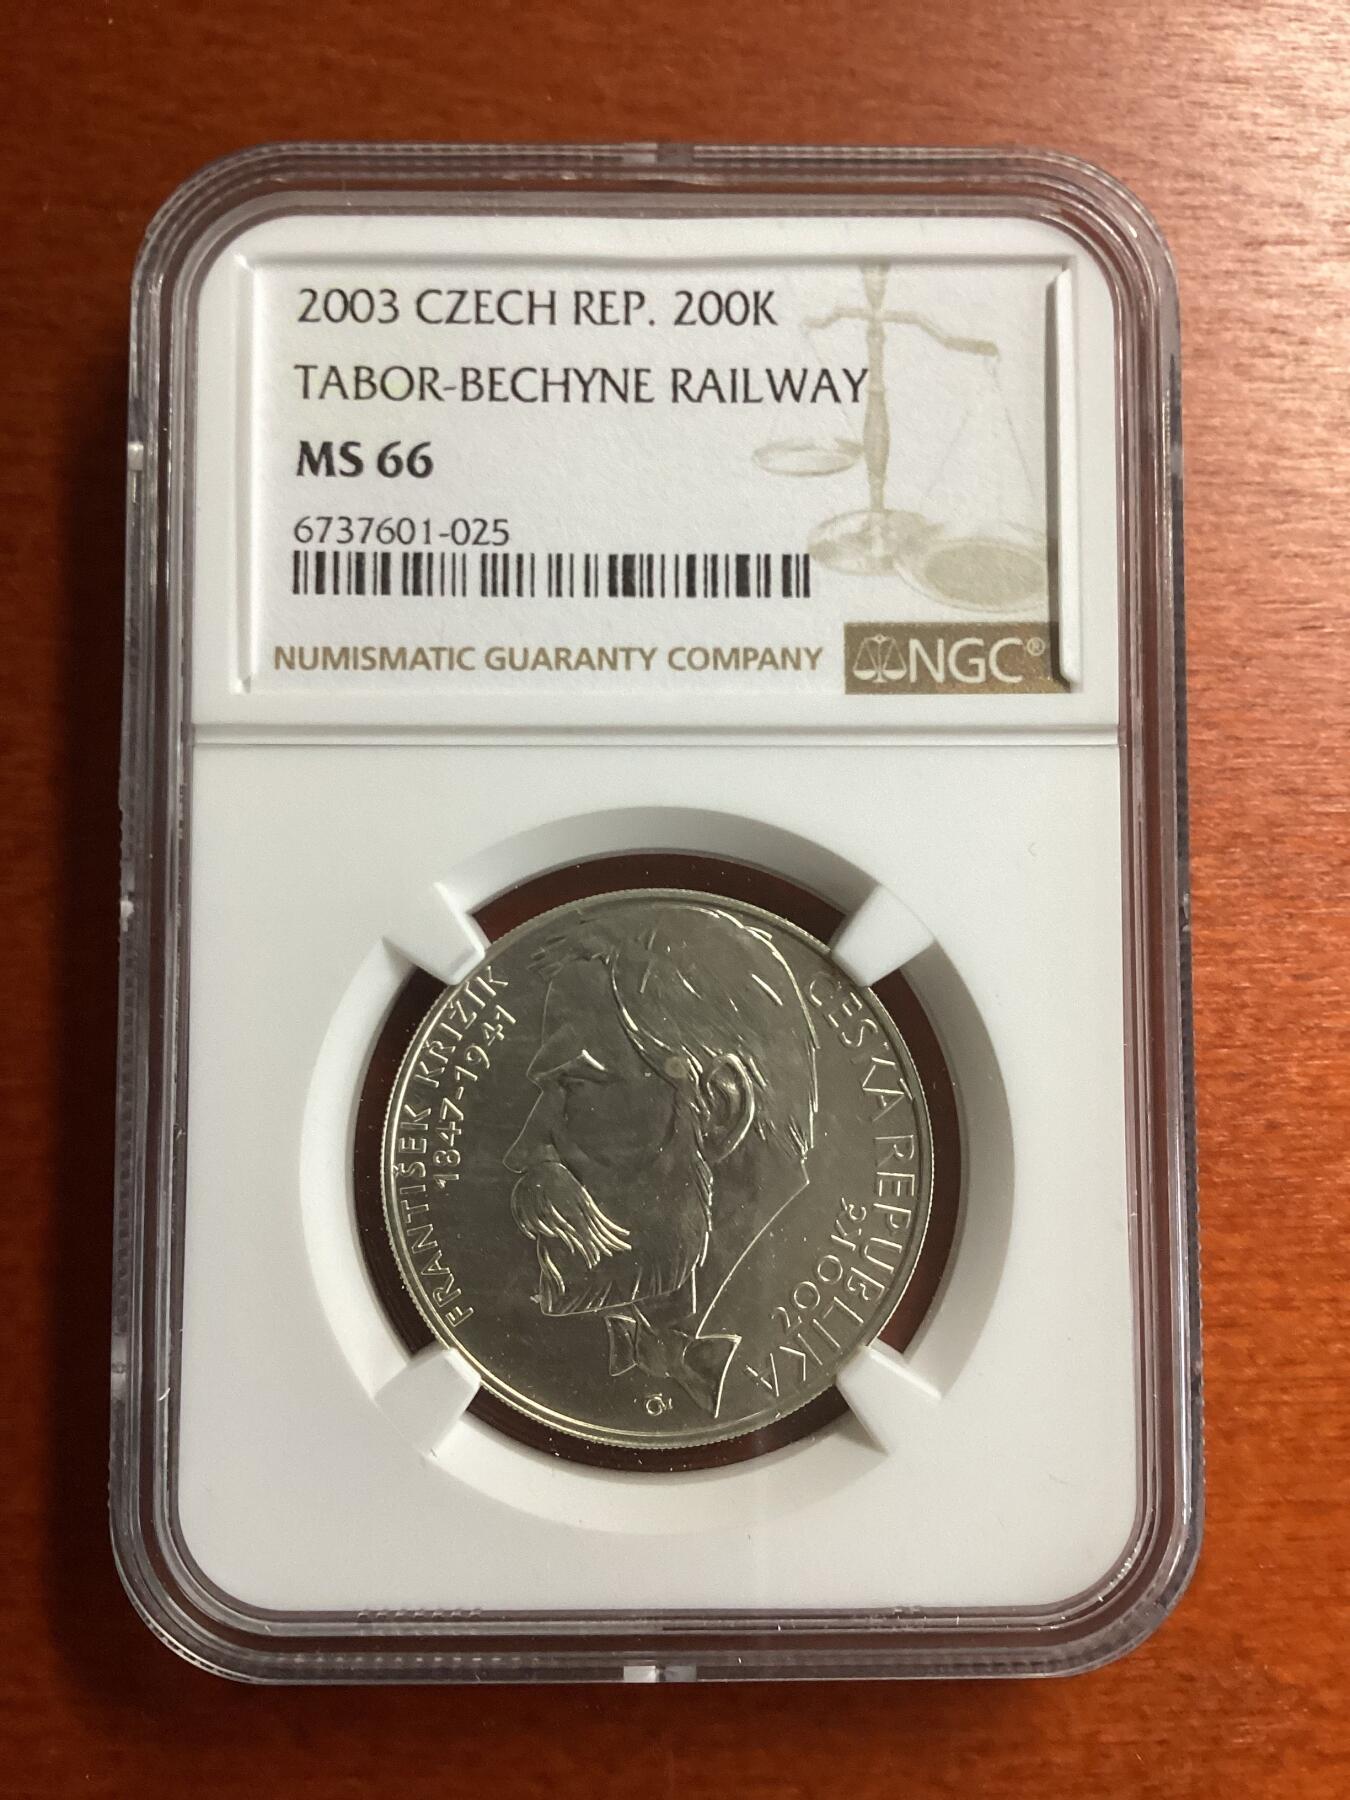 2003 CZECH REP. 200K
TABOR-BECHYNE RAILWAY
MS 66
6737601-025
NUMISMATIC GUARANTY COMPANY
NGC®
FRANTIŠEK KŘIŽÍK
1847-1941
ČESKÁ REPUBLIKA
200 Kč